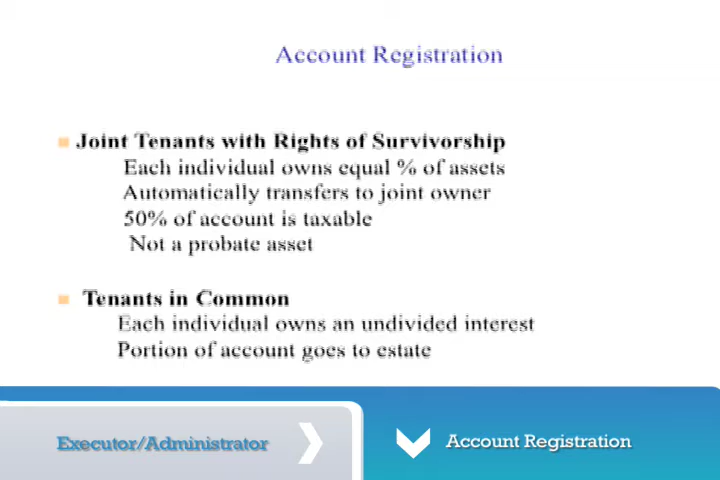 Account Registration
Joint Tenants with Rights of Survivorship
Each individual owns equal % of assets
Automatically transfers to joint owner
50% of account is taxable
Not a probate asset
Tenants in Common
Each individual owns an undivided interest
Portion of account goes to estate
Executor/Administrator
Account Registration